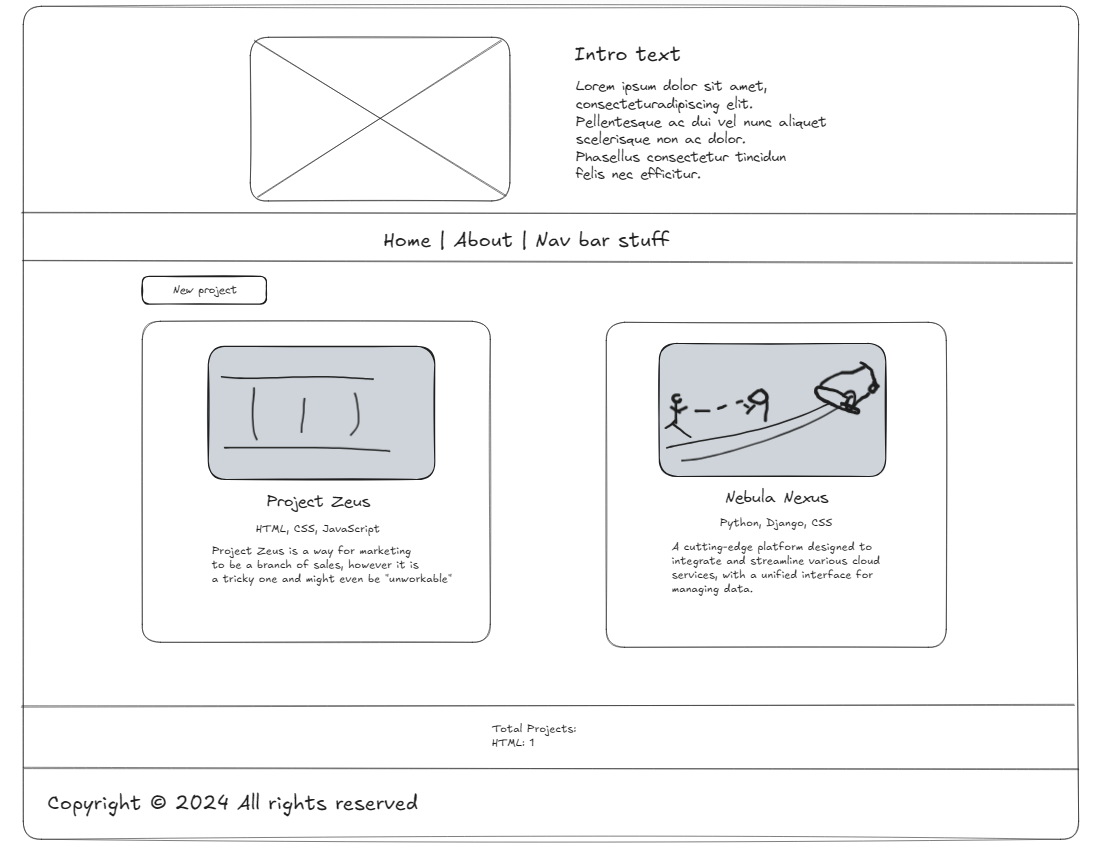 Intro text
Lorem ipsum dolor sit amet,
consecteturadipiscing elit.
Pellentesque ac dui vel nunc aliquet
scelerisque non ac dolor.
Phasellus consectetur tincidun
felis nec efficitur.
Home | About | Nav bar stuff
New project
Project Zeus
HTML, CSS, JavaScript
Project Zeus is a way for marketing
to be a branch of sales, however it is
a tricky one and might even be "unworkable"
Nebula Nexus
Python, Django, CSS
A cutting-edge platform designed to
integrate and streamline various cloud
services, with a unified interface for
managing data.
Total Projects:
HTML: 1
Copyright © 2024 All rights reserved